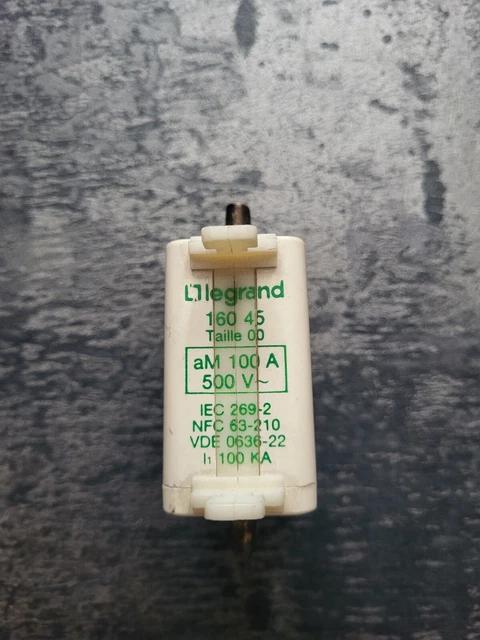 legrand
160 45
Taille 00
aM 100 A
500 V~
IEC 269-2
NFC 63-210
VDE 0636-22
I₁ 100 KA